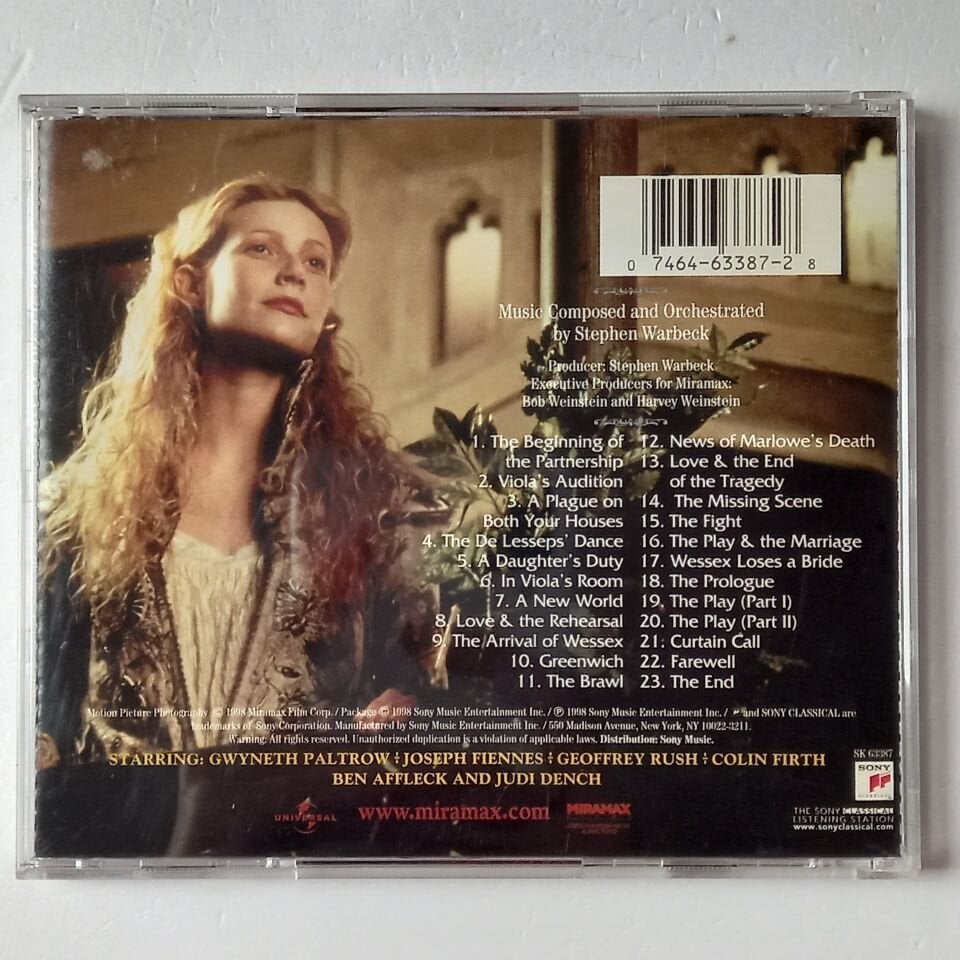 0 7464-63387-2 8
Music Composed and Orchestrated
by Stephen Warbeck
Producer: Stephen Warbeck
Executive Producers for Miramax:
Bob Weinstein and Harvey Weinstein
1. The Beginning of
the Partnership
2. Viola's Audition
3. A Plague on
Both Your Houses
4. The De Lesseps' Dance
5. A Daughter's Duty
6. In Viola's Room
7. A New World
8. Love & the Rehearsal
9. The Arrival of Wessex
10. Greenwich
11. The Brawl
12. News of Marlowe's Death
13. Love & the End
of the Tragedy
14. The Missing Scene
15. The Fight
16. The Play & the Marriage
17. Wessex Loses a Bride
18. The Prologue
19. The Play (Part I)
20. The Play (Part II)
21. Curtain Call
22. Farewell
23. The End
Motion Picture Photography © 1998 Miramax Film Corp. / Package © 1998 Sony Music Entertainment Inc. / ℗ 1998 Sony Music Entertainment Inc. / and SONY CLASSICAL are
trademarks of Sony Corporation. Manufactured by Sony Music Entertainment Inc. / 550 Madison Avenue, New York, NY 10022-3211.
Warning: All rights reserved. Unauthorized duplication is a violation of applicable laws. Distribution: Sony Music.
STARRING: GWYNETH PALTROW JOSEPH FIENNES GEOFFREY RUSH COLIN FIRTH
BEN AFFLECK AND JUDI DENCH
SK 63387
SONY
UNIVERSAL
www.miramax.com
MIRAMAX
THE SONY CLASSICAL
LISTENING STATION
www.sonyclassical.com